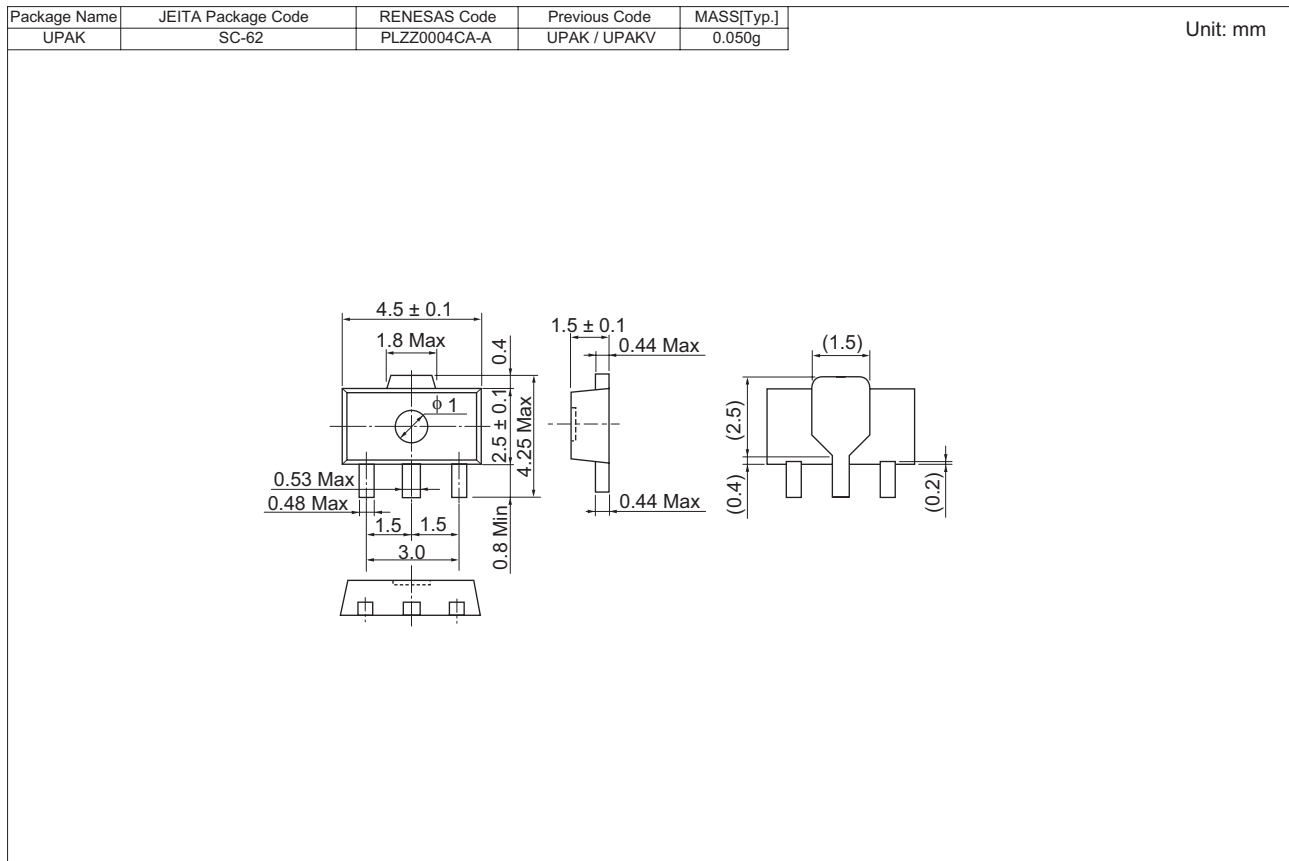 Package Name JEITA Package Code RENESAS Code Previous Code MASS[Typ.]
UPAK SC-62 PLZZ0004CA-A UPAK / UPAKV 0.050g
Unit: mm
4.5 ± 0.1
1.8 Max
0.4
φ 1
2.5 ± 0.1
4.25 Max
0.53 Max
0.48 Max
1.5 1.5
3.0
0.8 Min
1.5 ± 0.1
0.44 Max
0.44 Max
(1.5)
(2.5)
(0.4)
(0.2)